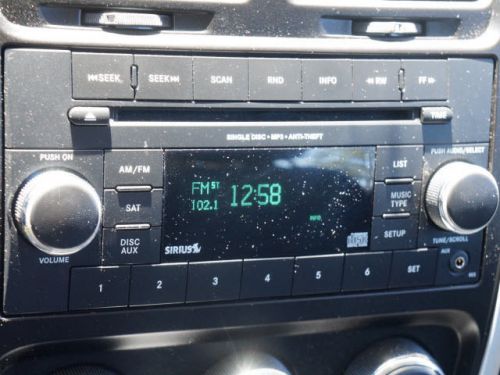 SEEK SEEK SCAN RND INFO RW FF
TIME
SINGLE DISC • MP3 • ANTI-THEFT
PUSH ON
PUSH AUDIO/SELECT
AM/FM
LIST
FM ST 12:58
102.1
SAT
MUSIC TYPE
INFO
DISC AUX
SETUP
SIRIUS
VOLUME
TUNE/SCROLL
AUX
1 2 3 4 5 6 SET